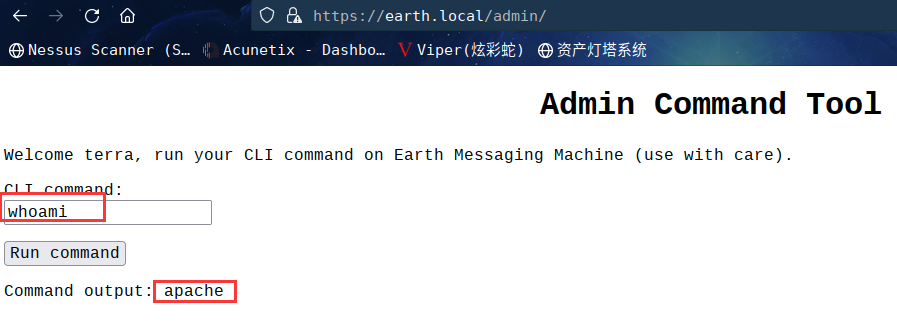 https://earth.local/admin/
Nessus Scanner (S… Acunetix - Dashbo… Viper(炫彩蛇) 资产灯塔系统
Admin Command Tool
Welcome terra, run your CLI command on Earth Messaging Machine (use with care).
CLI command:
whoami
Run command
Command output: apache